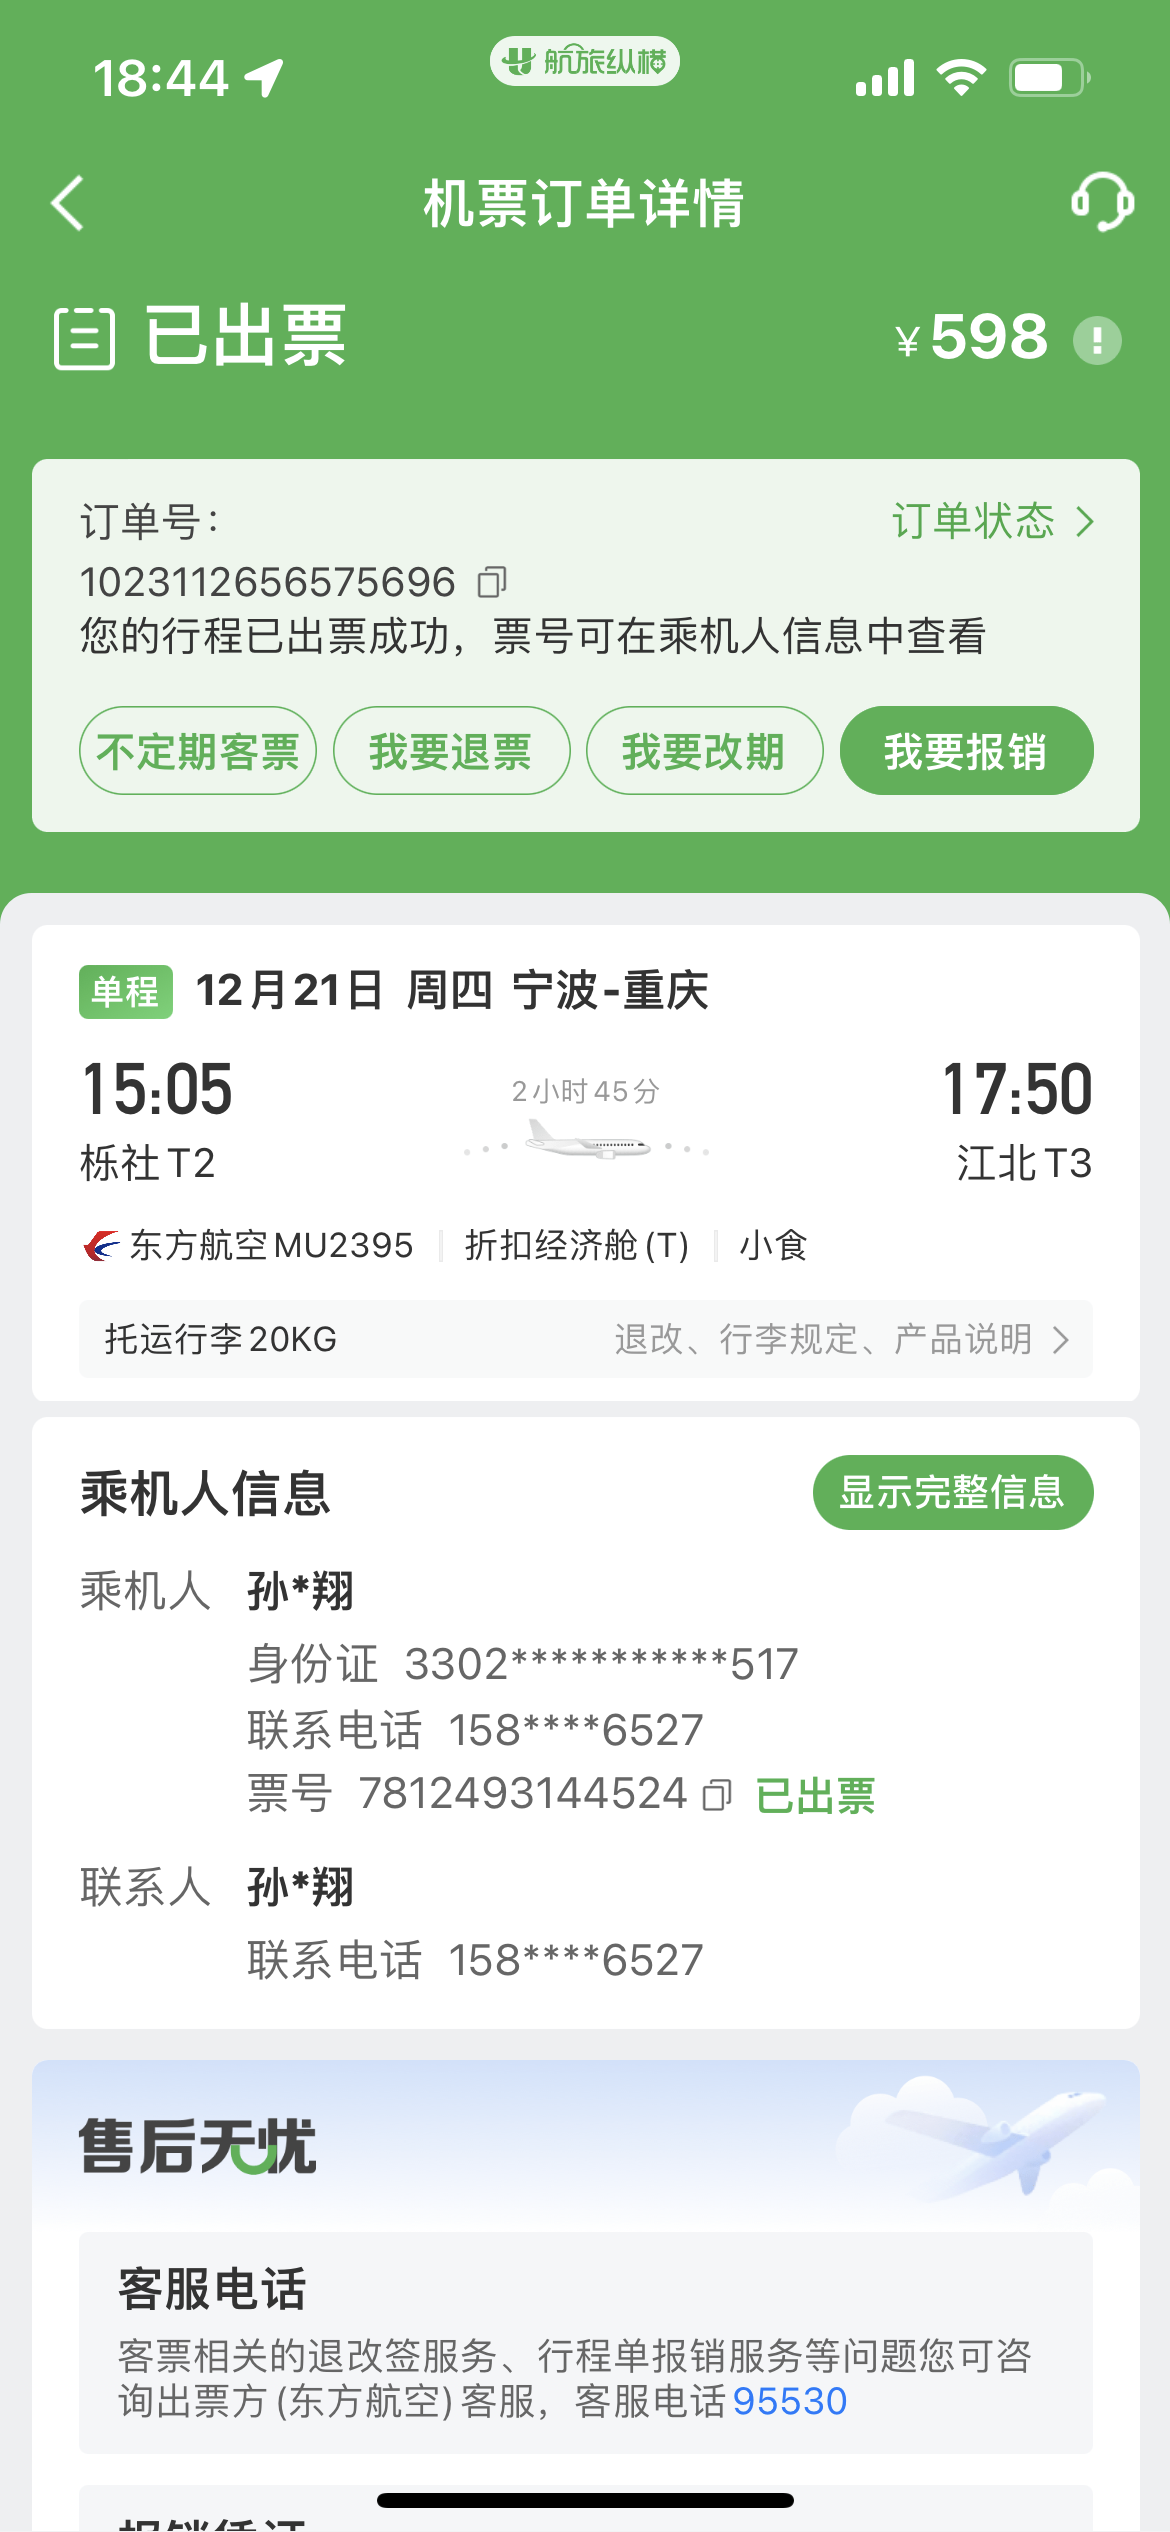 18:44
航旅纵横
机票订单详情
已出票
¥598
订单号:
订单状态
1023112656575696
您的行程已出票成功，票号可在乘机人信息中查看
不定期客票
我要退票
我要改期
我要报销
单程 12月21日 周四 宁波-重庆
15:05
2小时45分
17:50
栎社T2
江北T3
东方航空MU2395
折扣经济舱(T)
小食
托运行李20KG
退改、行李规定、产品说明
乘机人信息
显示完整信息
乘机人 孙*翔
身份证 3302***********517
联系电话 158****6527
票号 7812493144524 已出票
联系人 孙*翔
联系电话 158****6527
售后无忧
客服电话
客票相关的退改签服务、行程单报销服务等问题您可咨
询出票方(东方航空)客服，客服电话95530